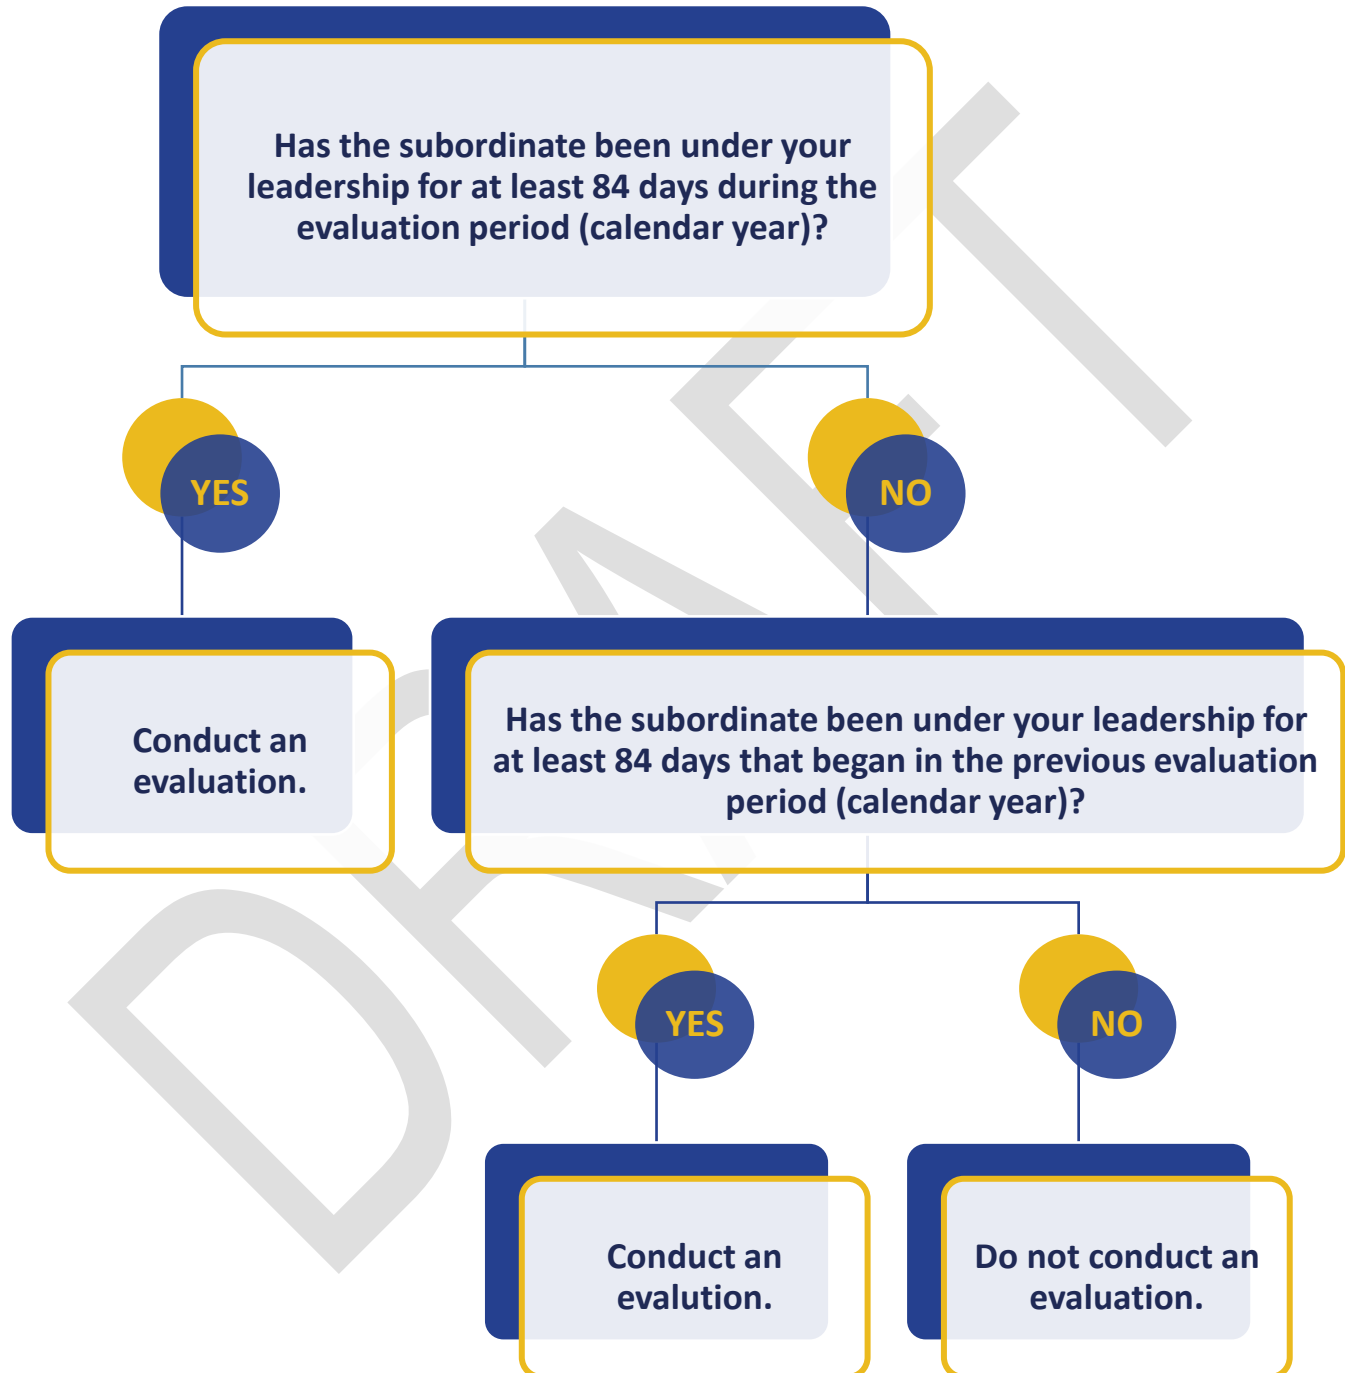 Has the subordinate been under your
leadership for at least 84 days during the
evaluation period (calendar year)?
YES
NO
Conduct an
evaluation.
Has the subordinate been under your leadership for
at least 84 days that began in the previous evaluation
period (calendar year)?
YES
NO
Conduct an
evalution.
Do not conduct an
evaluation.
DRAFT